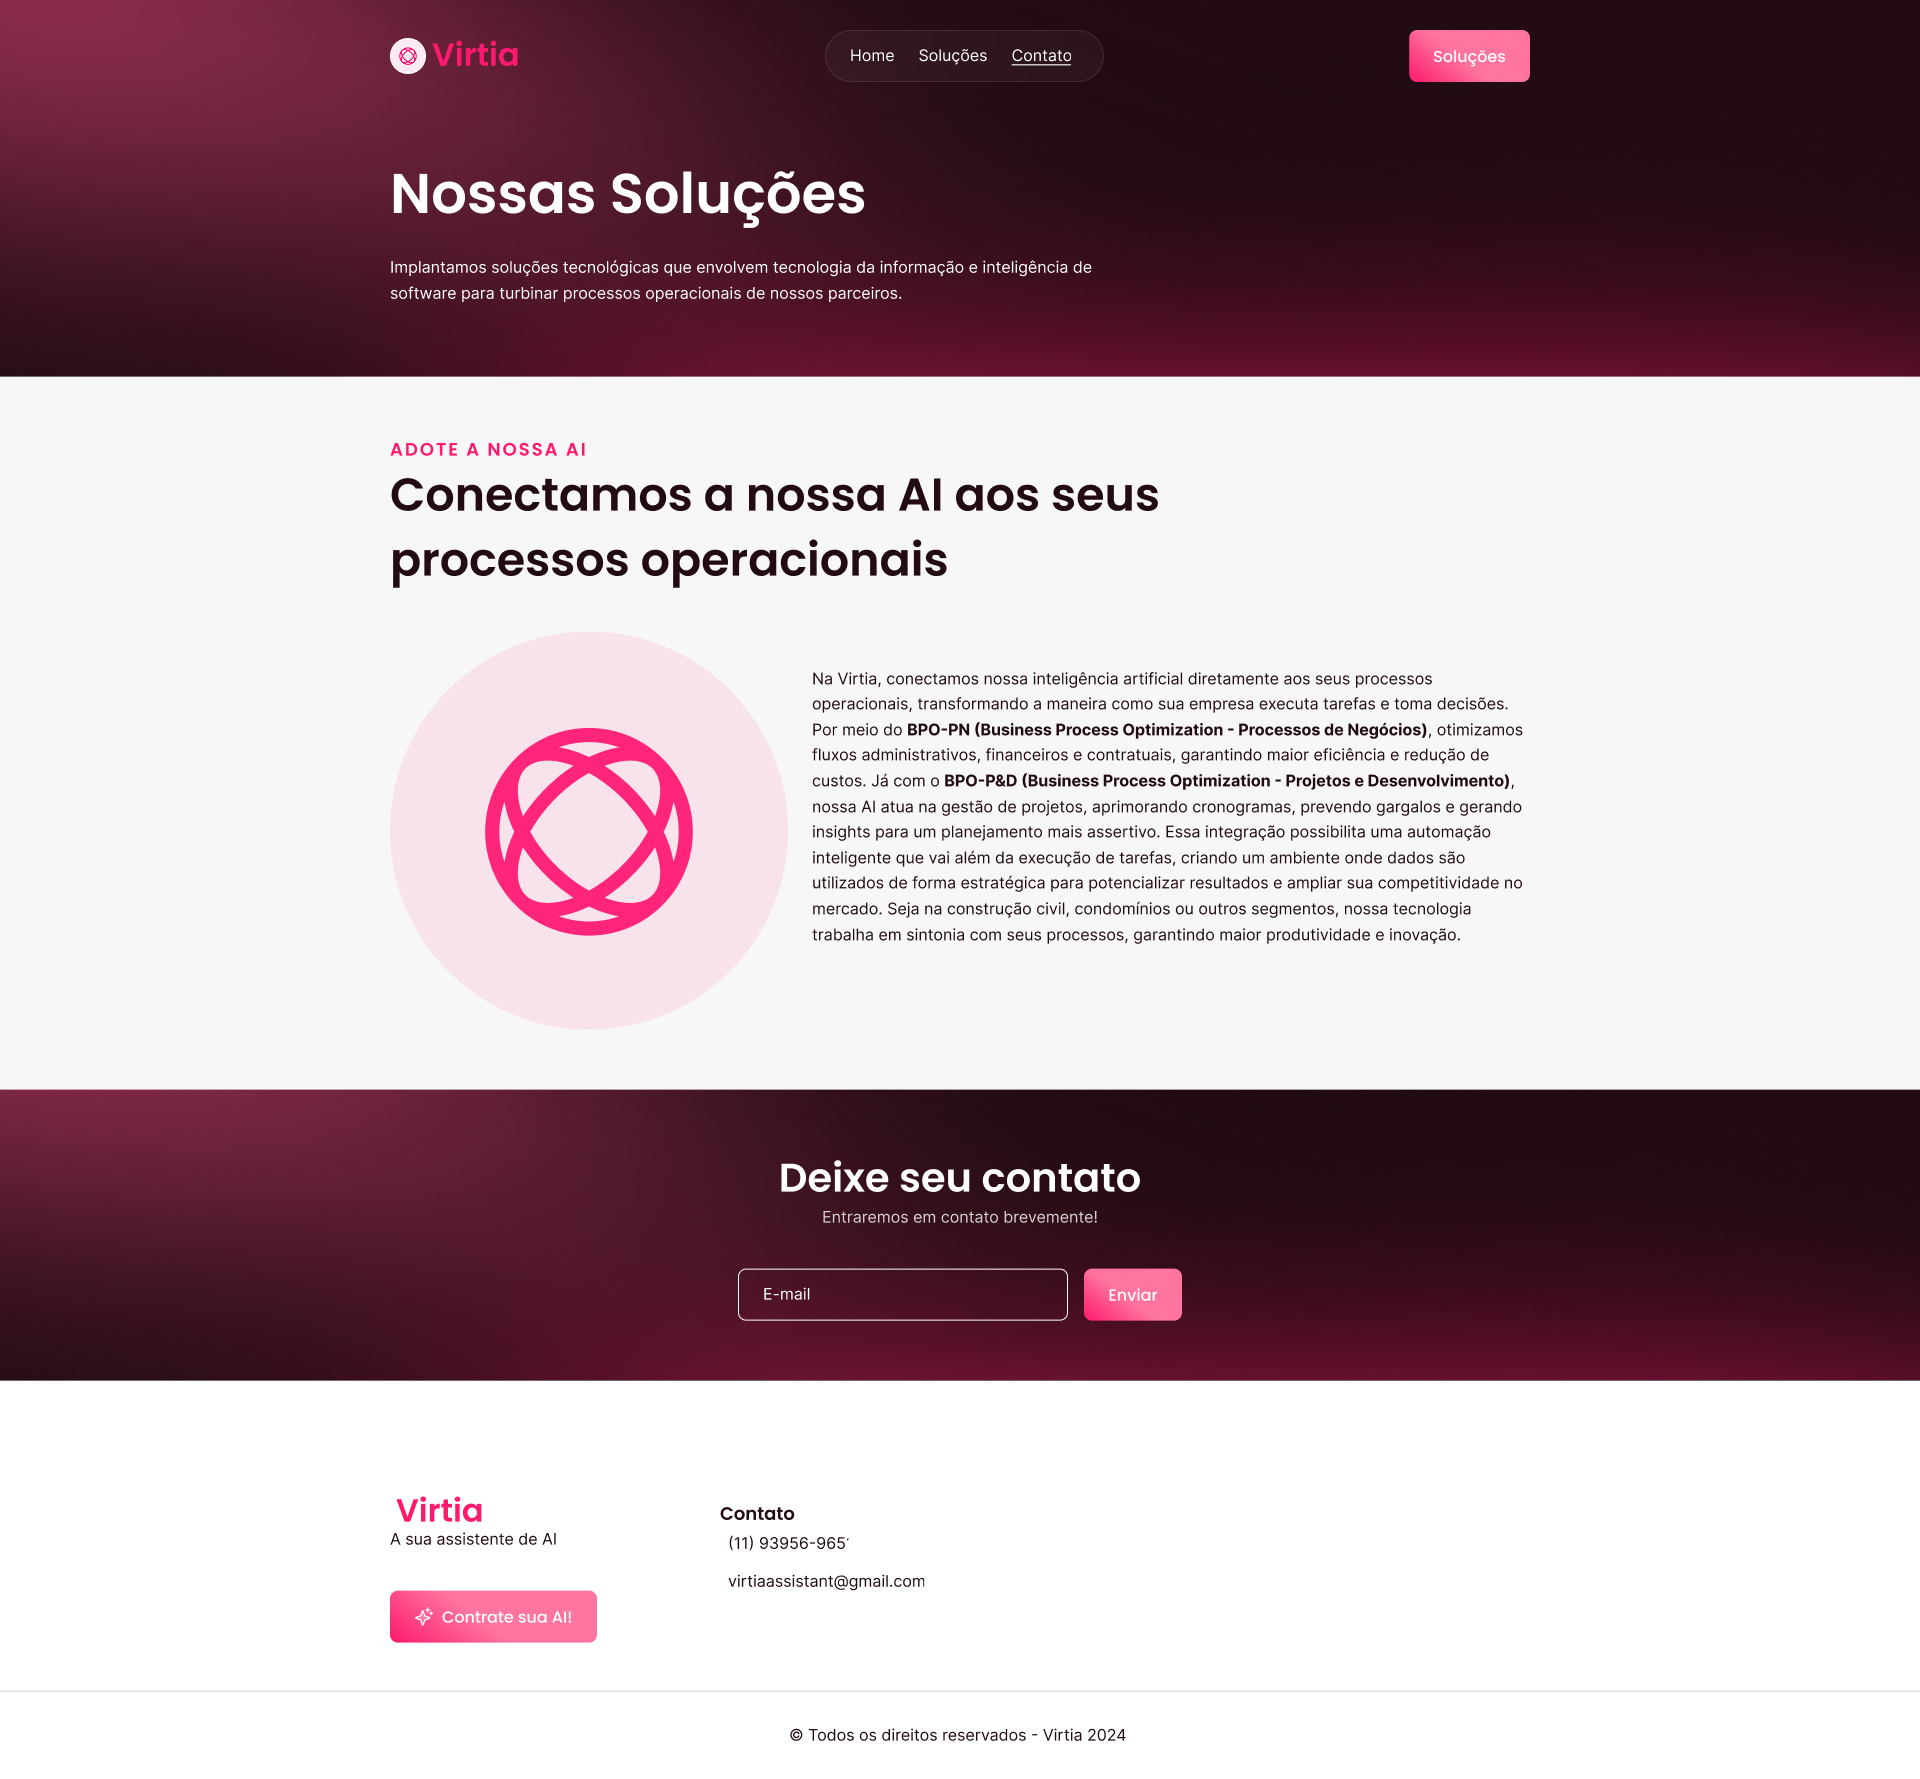 Virtia
Home Soluções Contato
Soluções
Nossas Soluções
Implantamos soluções tecnológicas que envolvem tecnologia da informação e inteligência de
software para turbinar processos operacionais de nossos parceiros.
ADOTE A NOSSA AI
Conectamos a nossa AI aos seus
processos operacionais
Na Virtia, conectamos nossa inteligência artificial diretamente aos seus processos
operacionais, transformando a maneira como sua empresa executa tarefas e toma decisões.
Por meio do BPO-PN (Business Process Optimization - Processos de Negócios), otimizamos
fluxos administrativos, financeiros e contratuais, garantindo maior eficiência e redução de
custos. Já com o BPO-P&D (Business Process Optimization - Projetos e Desenvolvimento),
nossa AI atua na gestão de projetos, aprimorando cronogramas, prevendo gargalos e gerando
insights para um planejamento mais assertivo. Essa integração possibilita uma automação
inteligente que vai além da execução de tarefas, criando um ambiente onde dados são
utilizados de forma estratégica para potencializar resultados e ampliar sua competitividade no
mercado. Seja na construção civil, condomínios ou outros segmentos, nossa tecnologia
trabalha em sintonia com seus processos, garantindo maior produtividade e inovação.
Deixe seu contato
Entraremos em contato brevemente!
E-mail
Enviar
Virtia
A sua assistente de AI
Contrate sua AI!
Contato
(11)
virtiaassistant@gmail.com
© Todos os direitos reservados - Virtia 2024